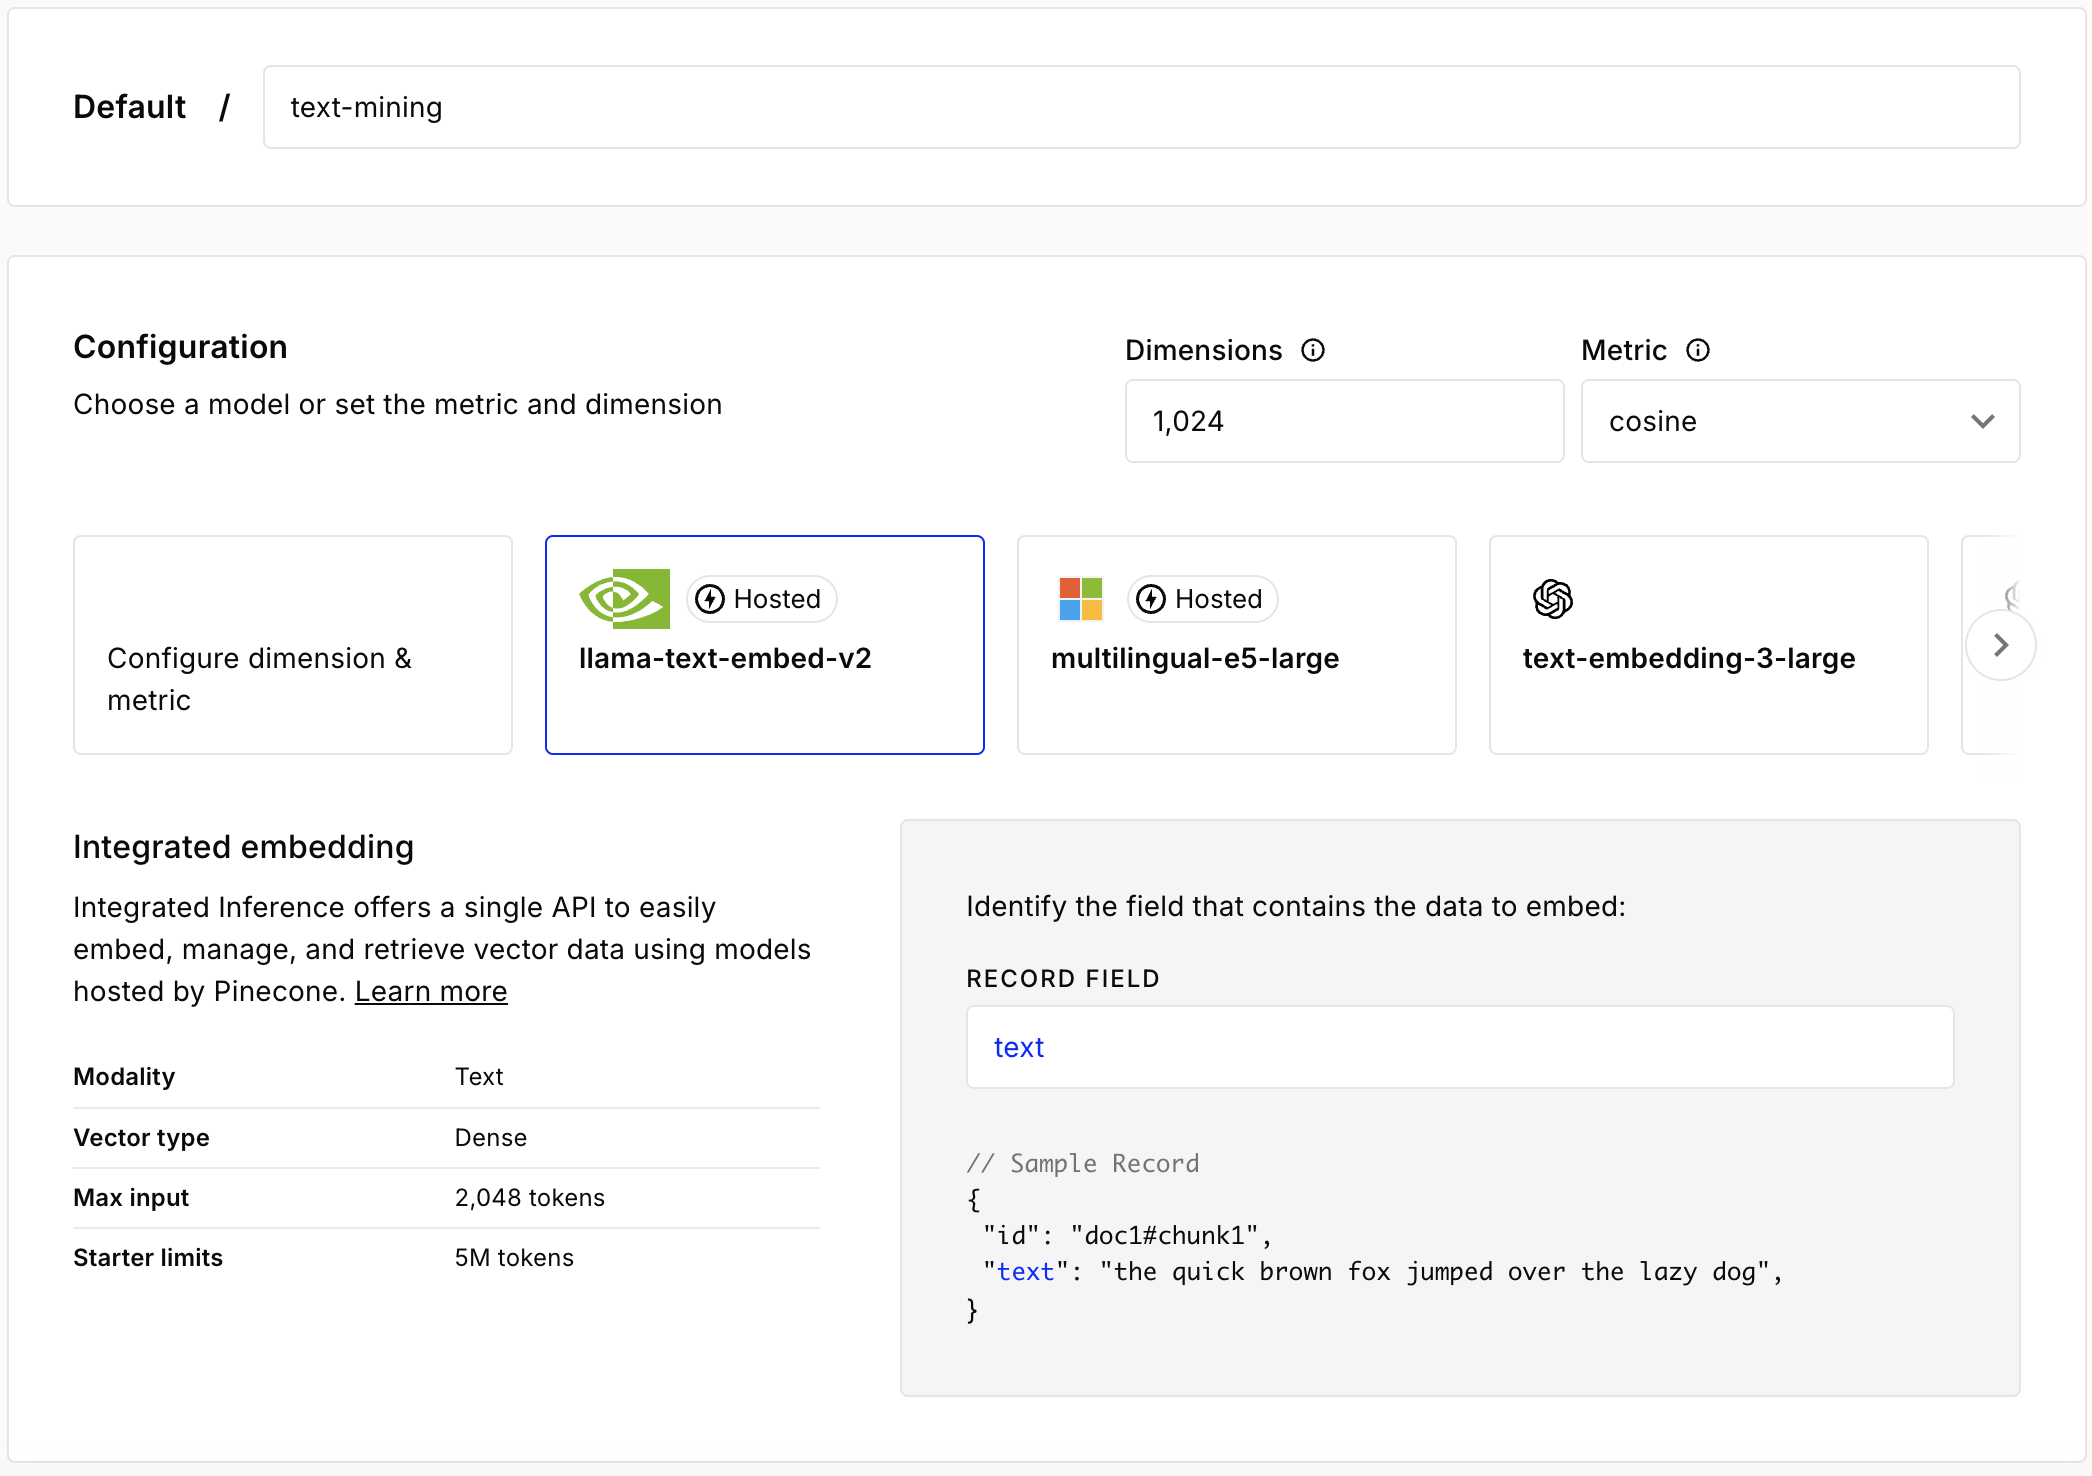 Default / text-mining
Configuration
Choose a model or set the metric and dimension
Dimensions
1,024
Metric
cosine
Configure dimension &
metric
Hosted
llama-text-embed-v2
Hosted
multilingual-e5-large
text-embedding-3-large
Integrated embedding
Integrated Inference offers a single API to easily
embed, manage, and retrieve vector data using models
hosted by Pinecone. Learn more
Modality Text
Vector type Dense
Max input 2,048 tokens
Starter limits 5M tokens
Identify the field that contains the data to embed:
RECORD FIELD
text
// Sample Record
{
"id": "doc1#chunk1",
"text": "the quick brown fox jumped over the lazy dog",
}